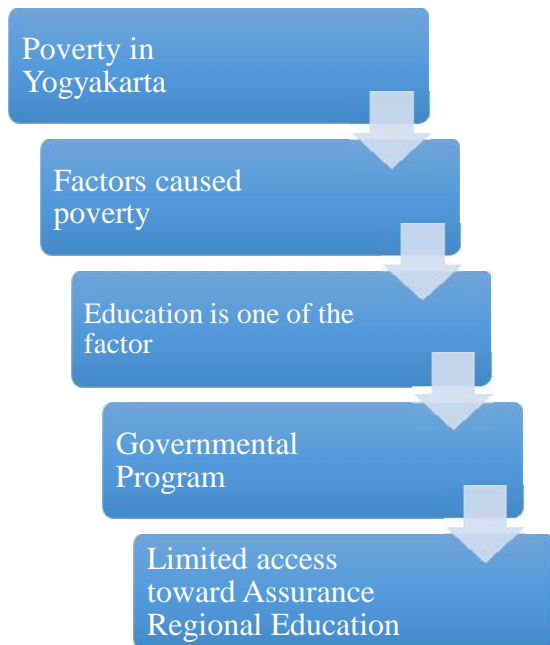 Poverty in
Yogyakarta
Factors caused
poverty
Education is one of the
factor
Governmental
Program
Limited access
toward Assurance
Regional Education